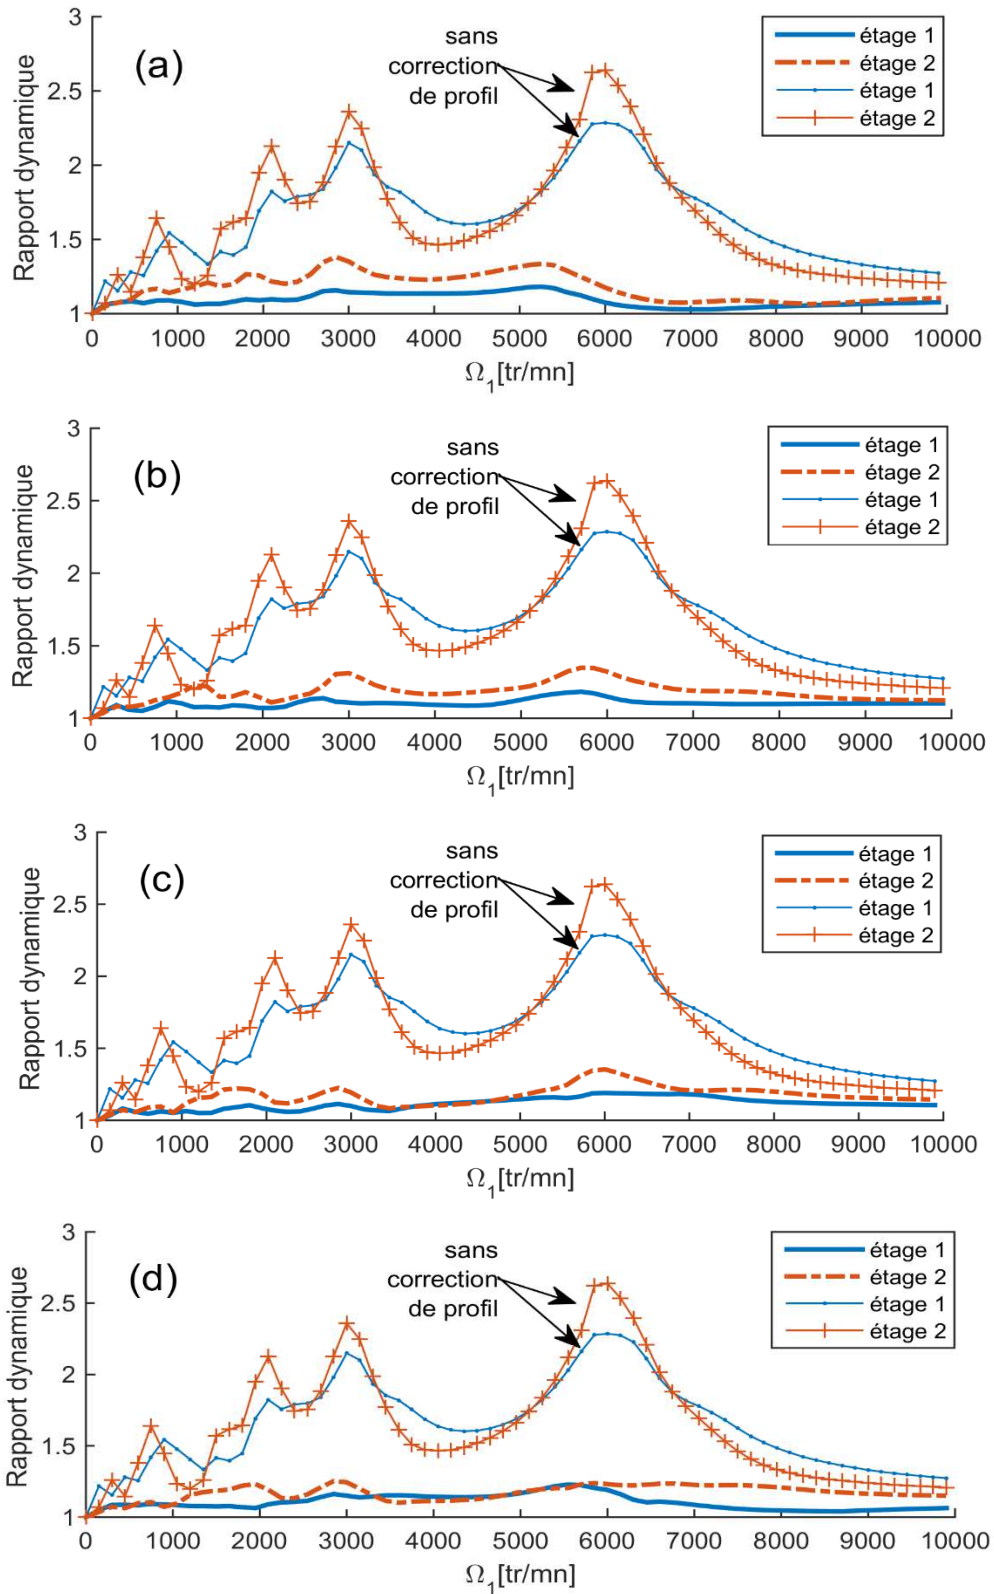 3
2.5
2
1.5
1
Rapport dynamique
(a)
sans
correction
de profil
étage 1
étage 2
étage 1
étage 2
0 1000 2000 3000 4000 5000 6000 7000 8000 9000 10000
Ω1[tr/mn]
3
2.5
2
1.5
1
Rapport dynamique
(b)
sans
correction
de profil
étage 1
étage 2
étage 1
étage 2
0 1000 2000 3000 4000 5000 6000 7000 8000 9000 10000
Ω1[tr/mn]
3
2.5
2
1.5
1
Rapport dynamique
(c)
sans
correction
de profil
étage 1
étage 2
étage 1
étage 2
0 1000 2000 3000 4000 5000 6000 7000 8000 9000 10000
Ω1[tr/mn]
3
2.5
2
1.5
1
Rapport dynamique
(d)
sans
correction
de profil
étage 1
étage 2
étage 1
étage 2
0 1000 2000 3000 4000 5000 6000 7000 8000 9000 10000
Ω1[tr/mn]